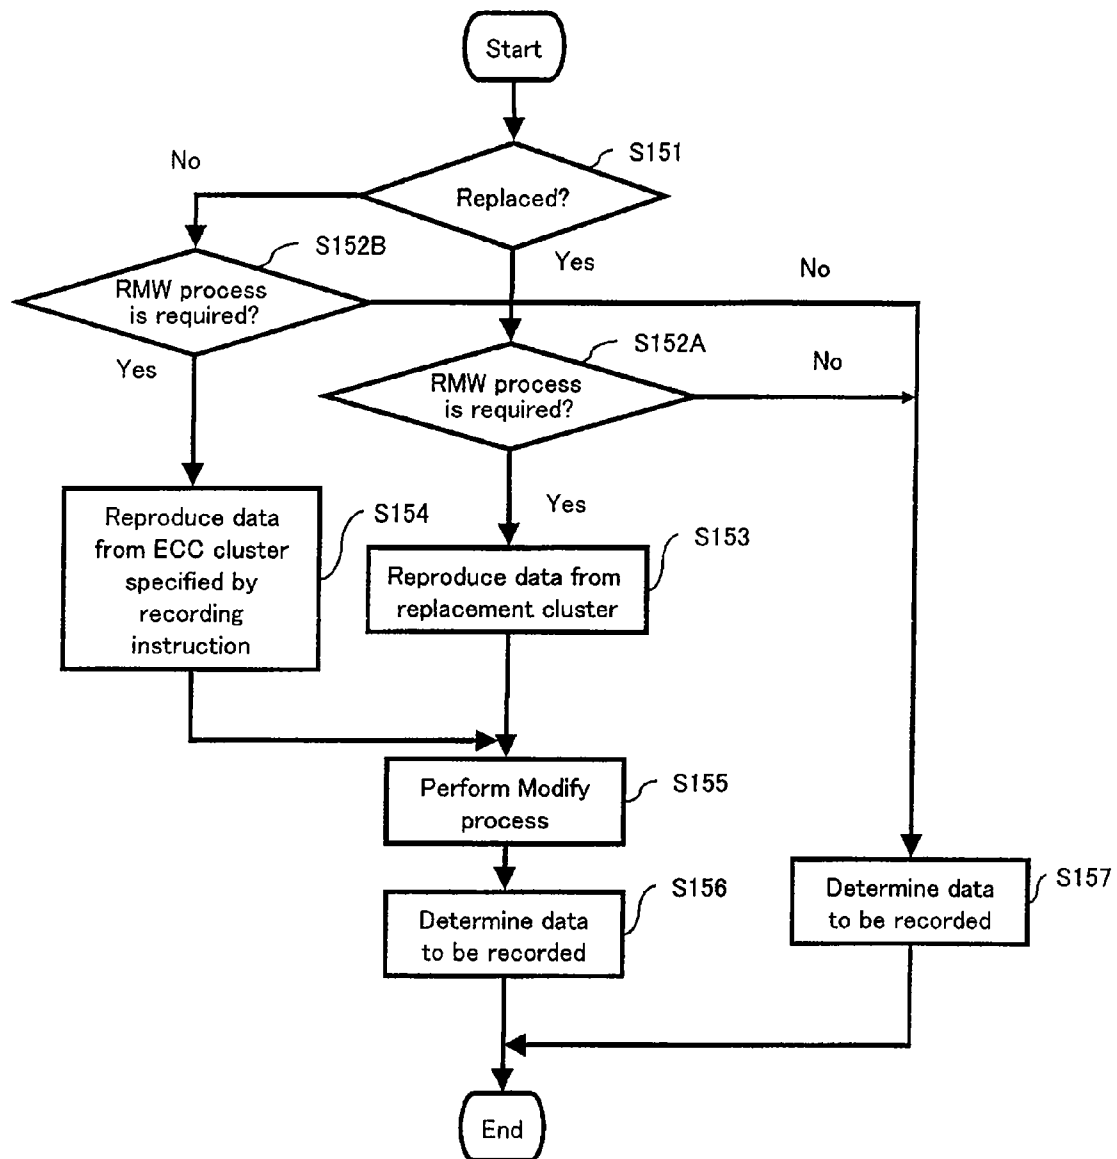 Start
S151
No
Replaced?
S152B
Yes
No
RMW process
is required?
S152A
Yes
No
RMW process
is required?
Reproduce data
from ECC cluster
specified by
recording
instruction
S154
Yes
S153
Reproduce data from
replacement cluster
Perform Modify
process
S155
S156
Determine data
to be recorded
Determine data
to be recorded
S157
End